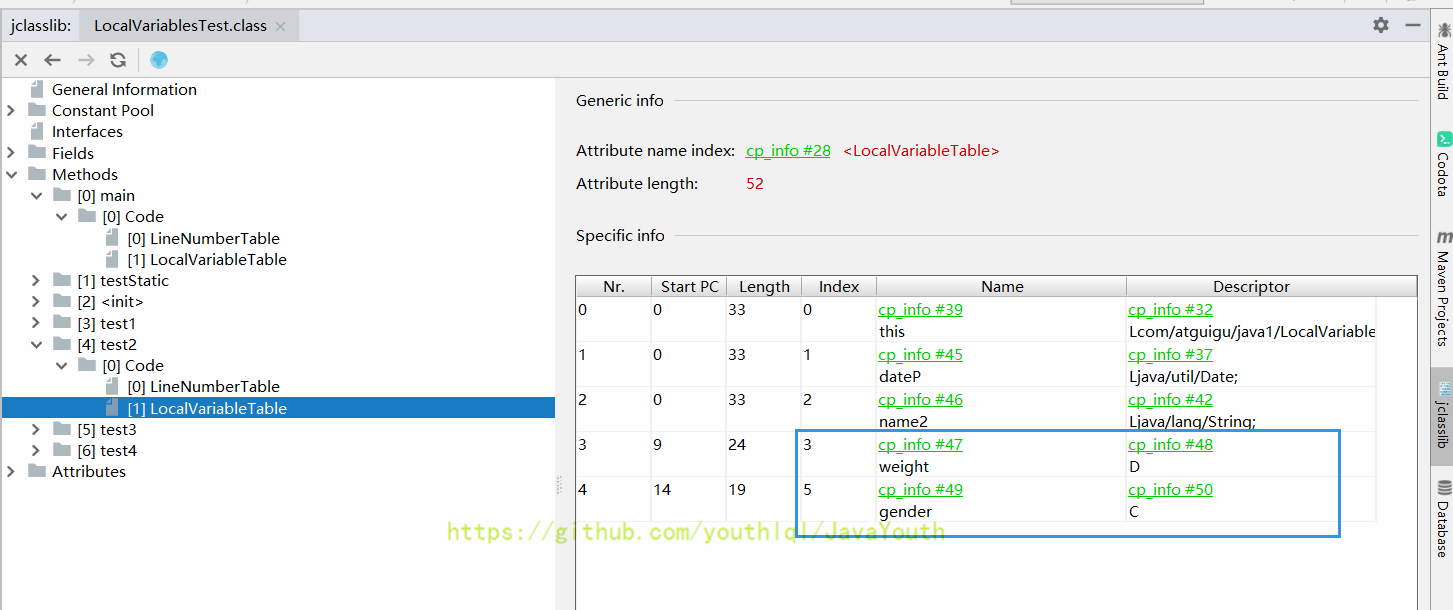 jclasslib: LocalVariablesTest.class
General Information
Constant Pool
Interfaces
Fields
Methods
[0] main
[0] Code
[0] LineNumberTable
[1] LocalVariableTable
[1] testStatic
[2] <init>
[3] test1
[4] test2
[0] Code
[0] LineNumberTable
[1] LocalVariableTable
[5] test3
[6] test4
Attributes
Generic info
Attribute name index: cp_info #28 <LocalVariableTable>
Attribute length: 52
Specific info
Nr. Start PC Length Index Name Descriptor
0 0 33 0 cp_info #39 cp_info #32
this Lcom/atguigu/java1/LocalVariable
1 0 33 1 cp_info #45 cp_info #37
dateP Ljava/util/Date;
2 0 33 2 cp_info #46 cp_info #42
name2 Ljava/lang/String;
3 9 24 3 cp_info #47 cp_info #48
weight D
4 14 19 5 cp_info #49 cp_info #50
gender C
https://github.com/youthlql/JavaYouth
Ant Build
Codota
Maven Projects
jclasslib
Database